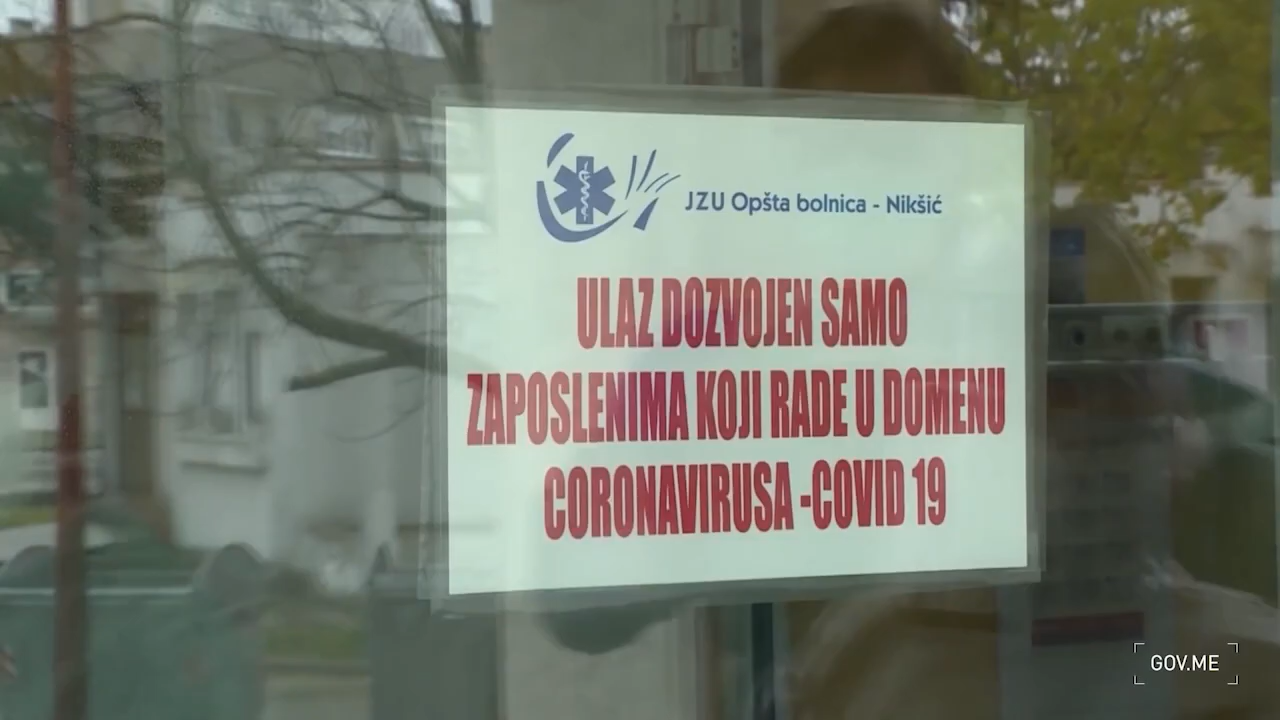 JZU Opšta bolnica - Nikšić
ULAZ DOZVOJEN SAMO
ZAPOSLENIMA KOJI RADE U DOMENU
CORONAVIRUSA -COVID 19
GOV.ME